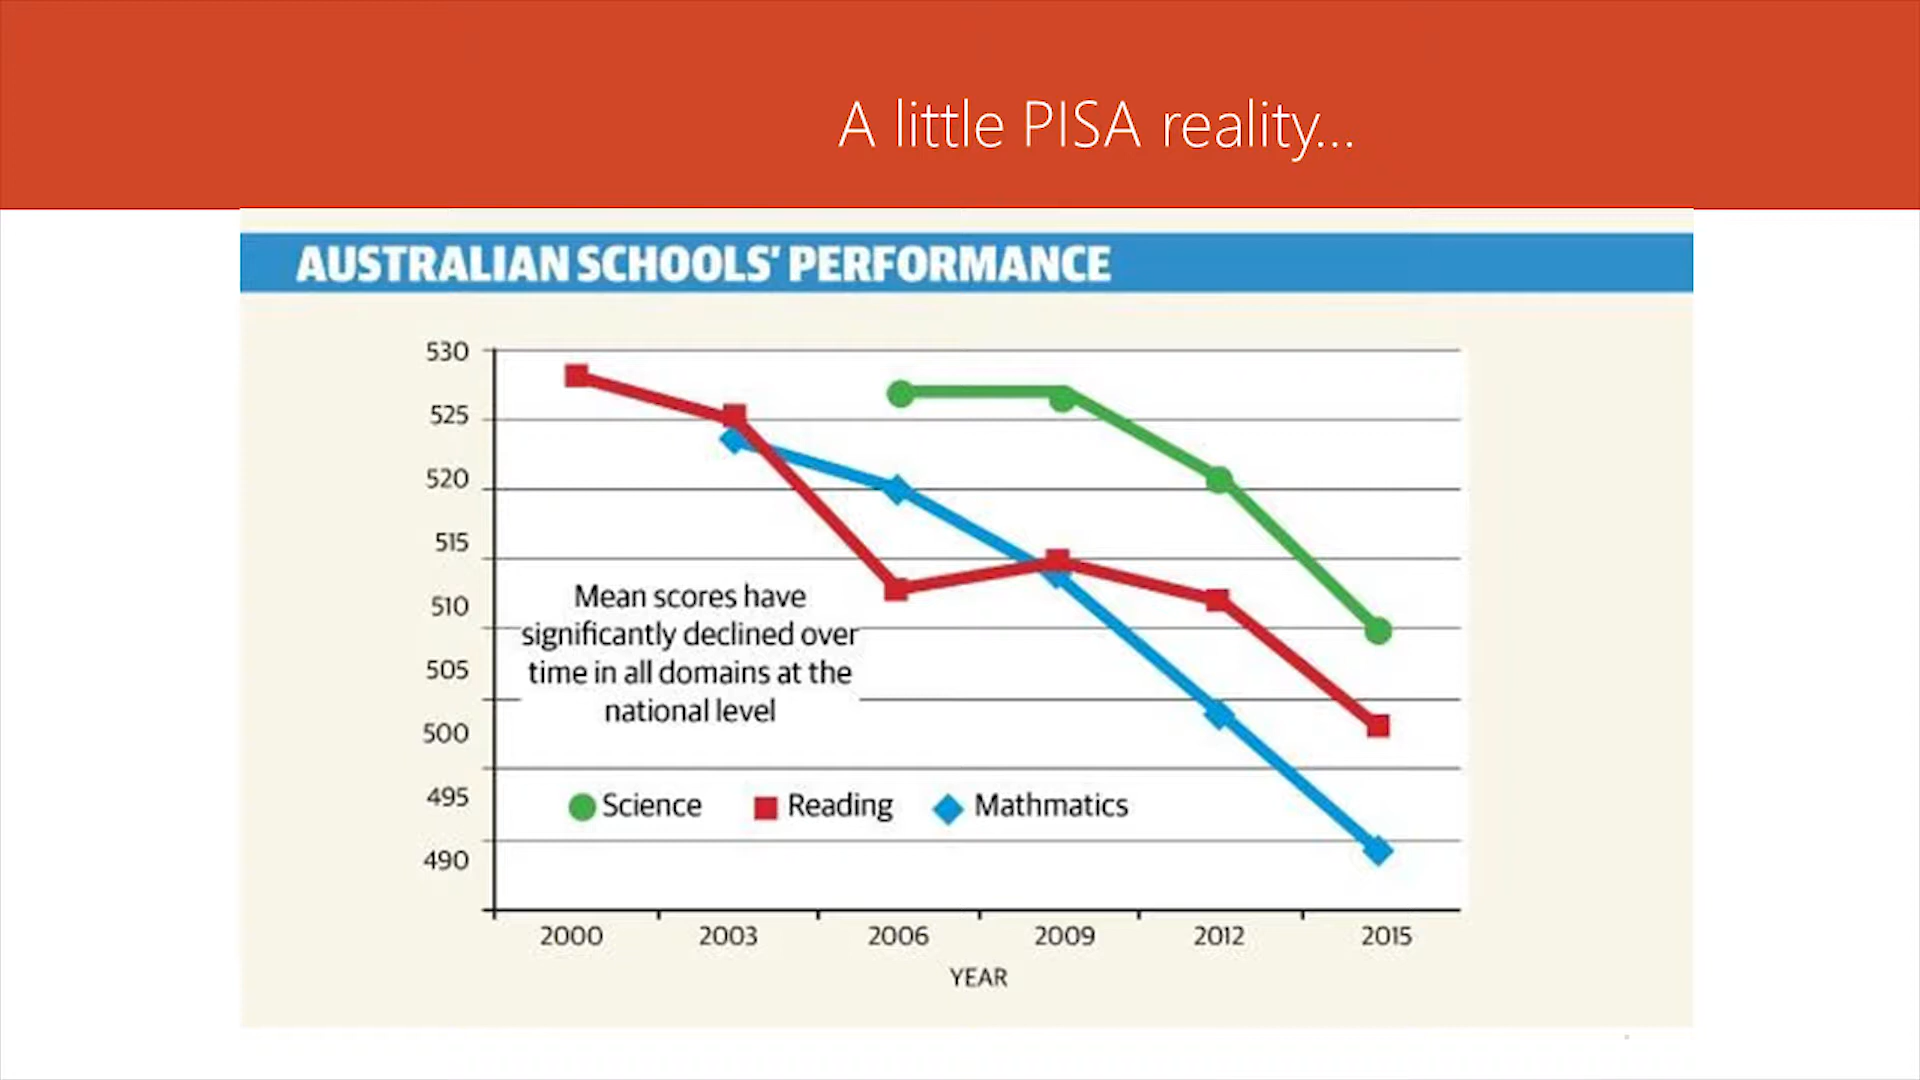 A little PISA reality...
AUSTRALIAN SCHOOLS' PERFORMANCE
530
525
520
515
510
505
500
495
490
Mean scores have
significantly declined over
time in all domains at the
national level
Science Reading Mathmatics
2000 2003 2006 2009 2012 2015
YEAR